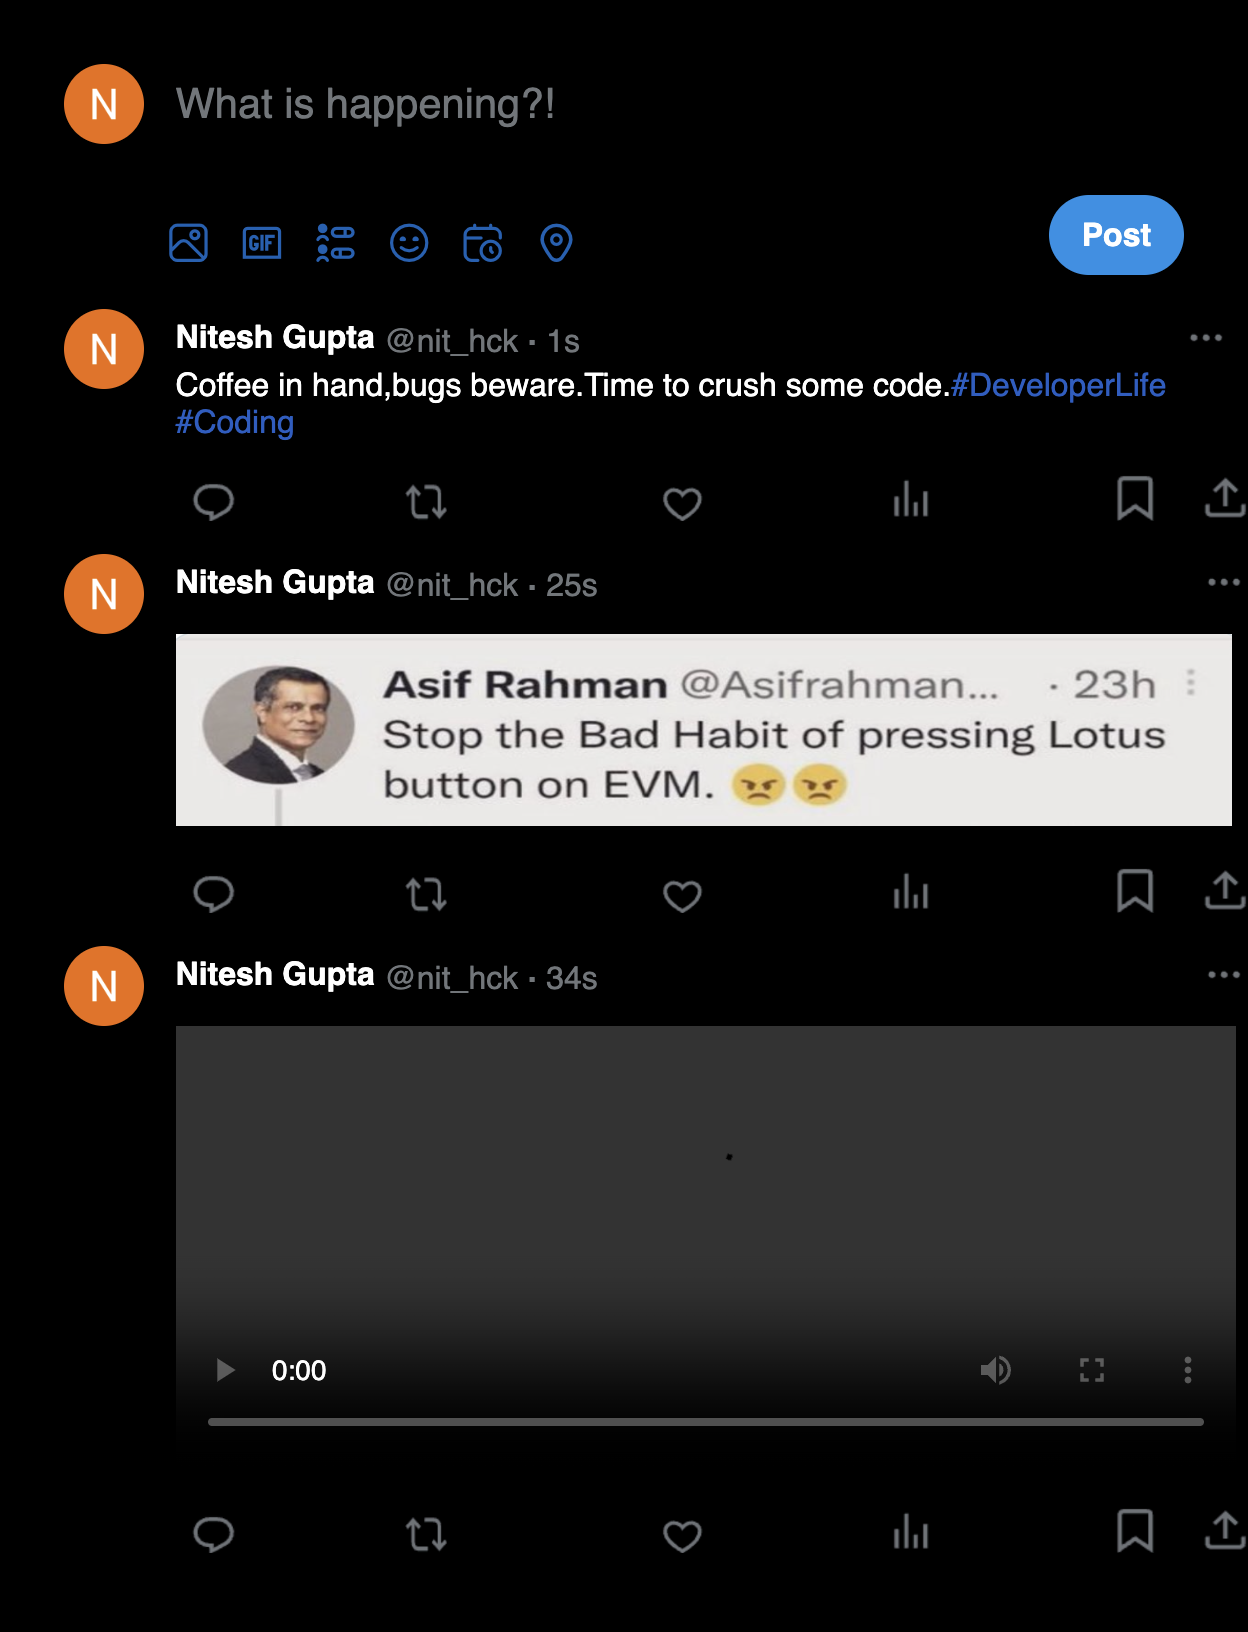 N
What is happening?!
GIF
Post
N
Nitesh Gupta @nit_hck · 1s
Coffee in hand,bugs beware.Time to crush some code.#DeveloperLife
#Coding
N
Nitesh Gupta @nit_hck · 25s
Asif Rahman @Asifrahman... · 23h
Stop the Bad Habit of pressing Lotus
button on EVM. 😠😠
N
Nitesh Gupta @nit_hck · 34s
0:00